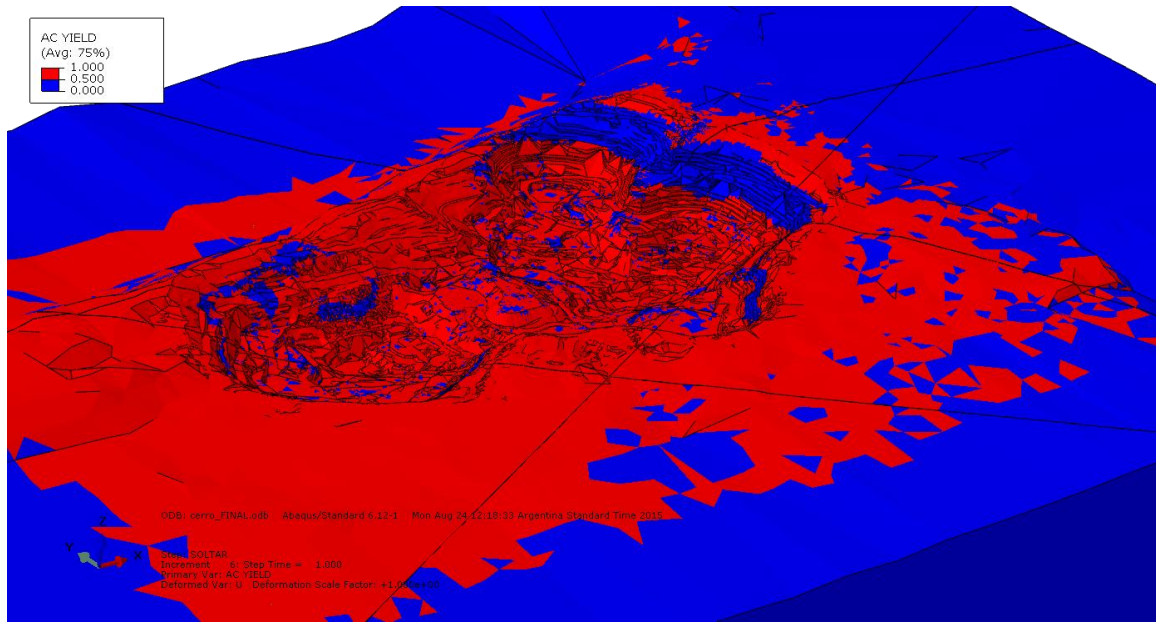 AC YIELD
(Avg: 75%)
1.000
0.500
0.000
ODB: cerro_FINAL.odb Abaqus/Standard 6.12-1 Mon Aug 24 12:18:33 Argentina Standard Time 2015
Z
Y
X
Step: SOLTAR
Increment 6: Step Time = 1.000
Primary Var: AC YIELD
Deformed Var: U Deformation Scale Factor: +1.000e+00